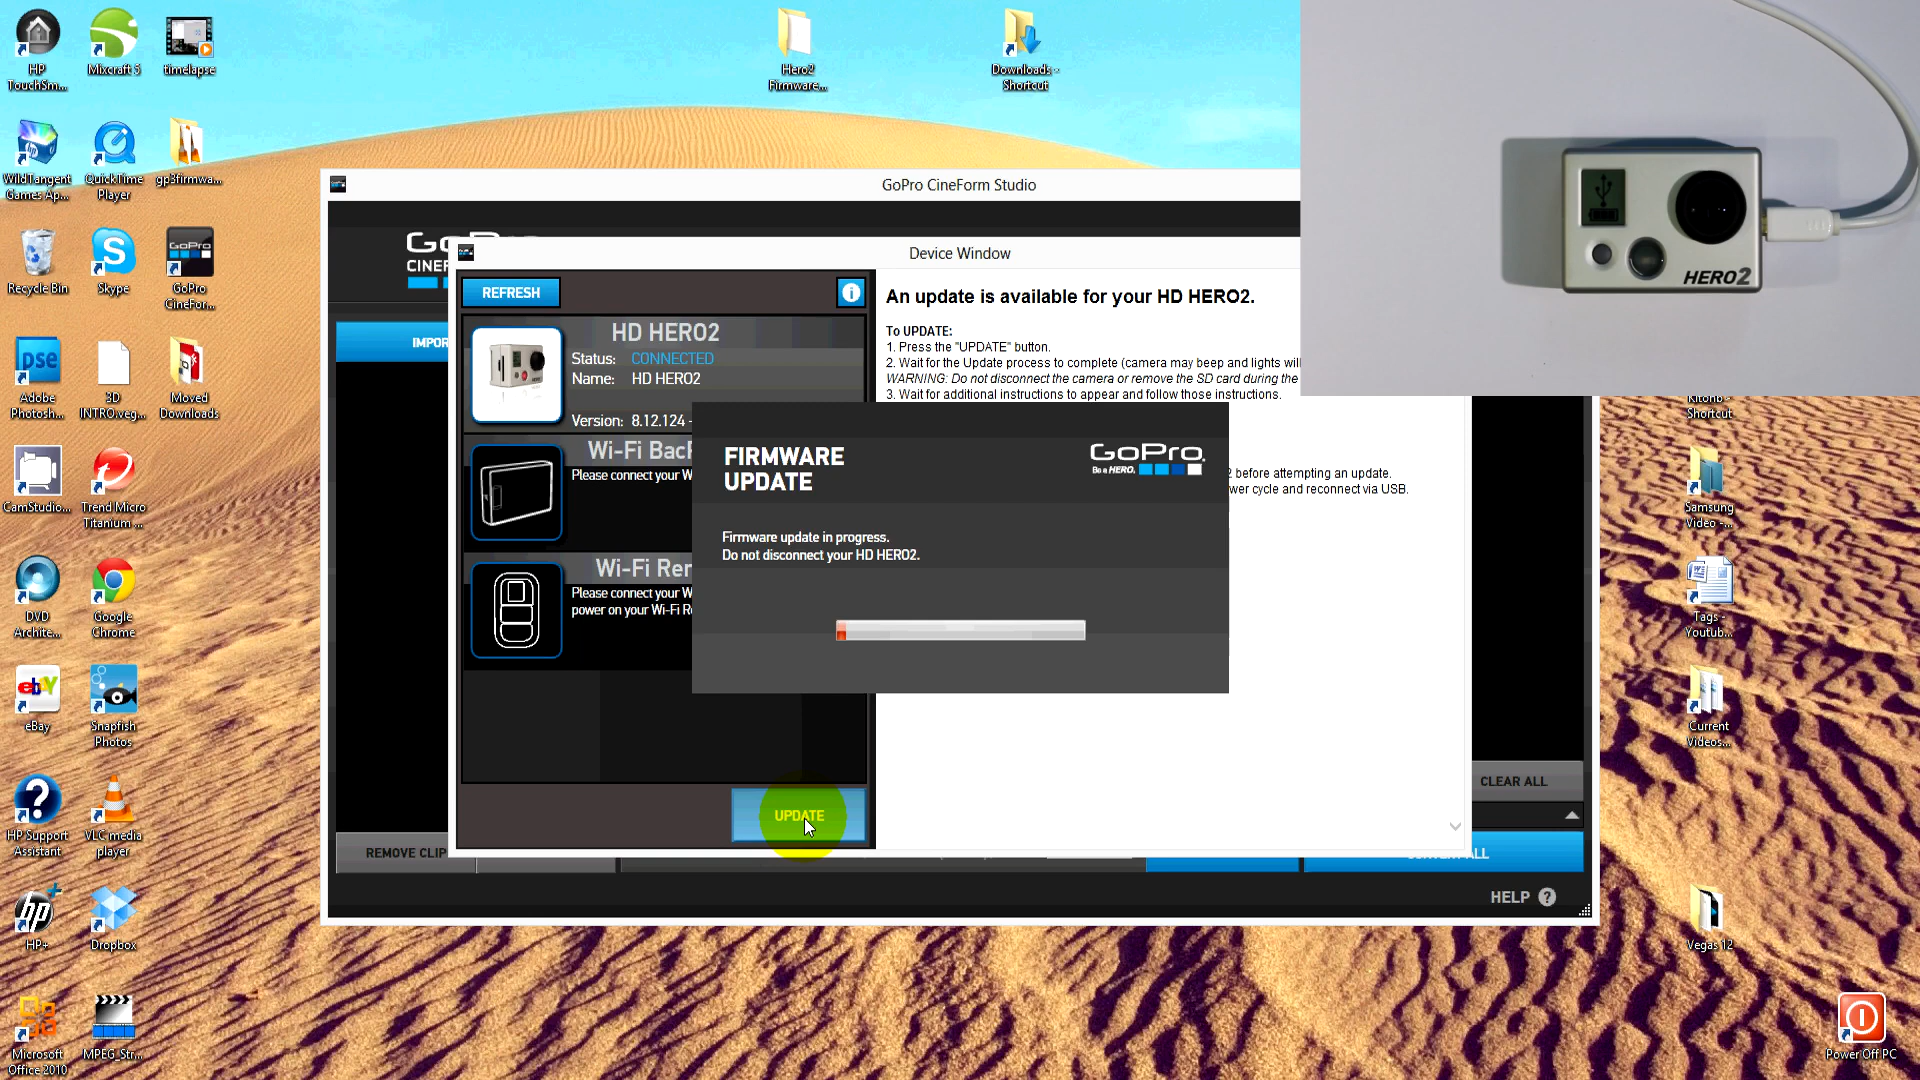 HP
TouchSm...
Mixcraft 5
timelapse
Hero2
Firmware...
Downloads -
Shortcut
WildTangent
Games Ap...
QuickTime
Player
gp3firmwa...
Recycle Bin
Skype
GoPro
CineFor...
Adobe
Photosh...
3D
INTRO.veg...
Moved
Downloads
CamStudio...
Trend Micro
Titanium ...
DVD
Archite...
Google
Chrome
eBay
Snapfish
Photos
HP Support
Assistant
VLC media
player
HP+
Dropbox
Microsoft
Office 2010
MPEG_Str...
GoPro CineForm Studio
Device Window
REFRESH
HD HERO2
Status: CONNECTED
Name: HD HERO2
Version: 8.12.124 -
Wi-Fi Bac
Please connect your W
Wi-Fi Rem
Please connect your W
power on your Wi-Fi R
UPDATE
An update is available for your HD HERO2.
To UPDATE:
1. Press the "UPDATE" button.
2. Wait for the Update process to complete (camera may beep and lights will
WARNING: Do not disconnect the camera or remove the SD card during the
3. Wait for additional instructions to appear and follow those instructions.
2 before attempting an update.
wer cycle and reconnect via USB.
FIRMWARE
UPDATE
GoPro
Be a HERO.
Firmware update in progress.
Do not disconnect your HD HERO2.
IMPOR
REMOVE CLIP
CLEAR ALL
HELP ?
HERO2
Shortcut
Samsung
Video -...
Tags -
Youtub...
Current
Videos...
Vegas 12
Power Off PC